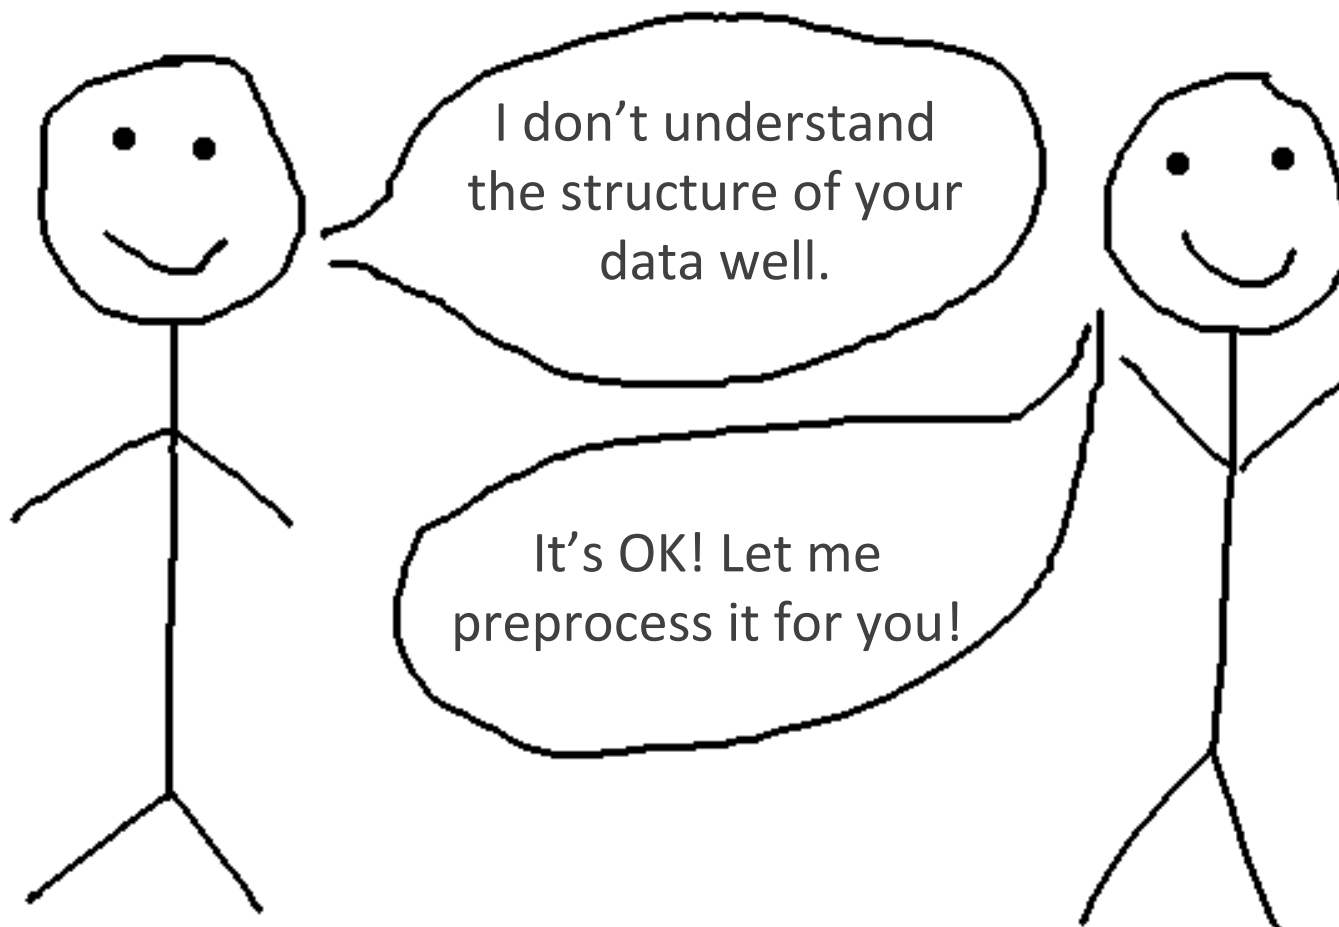 I don’t understand
the structure of your
data well.
It’s OK! Let me
preprocess it for you!